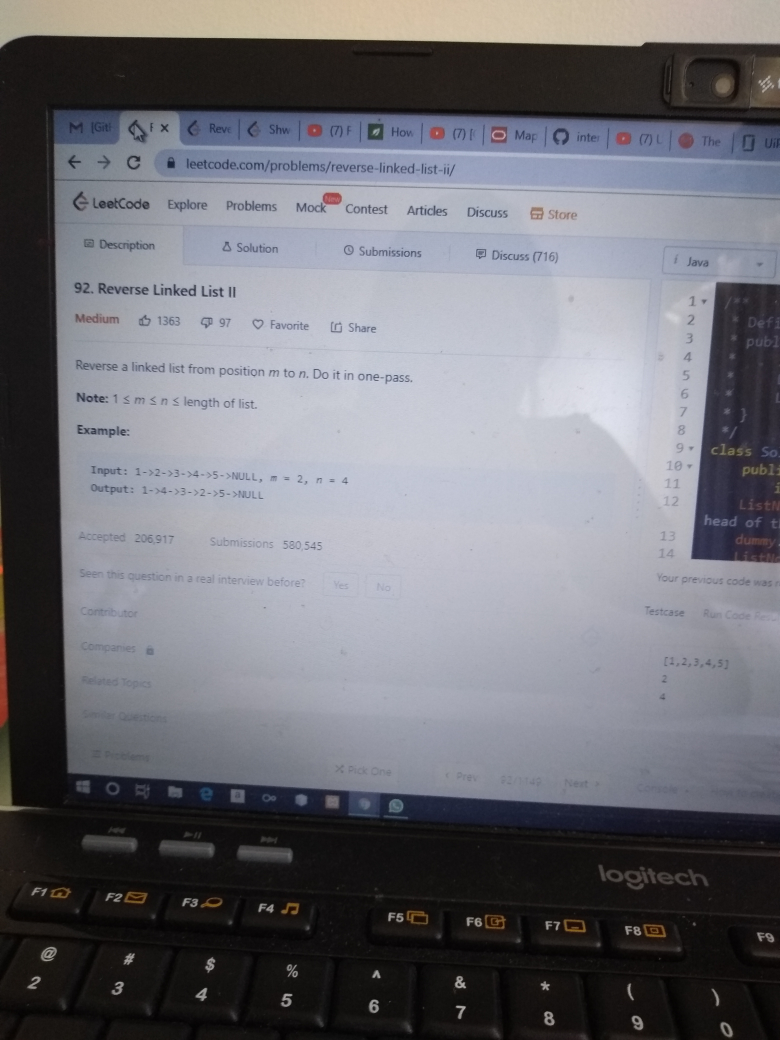 M [Git
F ×
Reve
Shw
(7) F
How
(7) [
Map
inte
(7) L
The
UiP
leetcode.com/problems/reverse-linked-list-ii/
LeetCode Explore Problems Mock New Contest Articles Discuss Store
Description Solution Submissions Discuss (716)
i Java
92. Reverse Linked List II
Medium 1363 97 Favorite Share
Reverse a linked list from position m to n. Do it in one-pass.
Note: 1 ≤ m ≤ n ≤ length of list.
Example:
Input: 1->2->3->4->5->NULL, m = 2, n = 4
Output: 1->4->3->2->5->NULL
Accepted 206,917 Submissions 580,545
Seen this question in a real interview before? Yes No
Contributor
Companies
Related Topics
Similar Questions
Problems
Pick One
Prev
Next
1 /**
2 * Defi
3 * publ
4 *
5 *
6 *
7 * }
8 */
9 class So
10 publ
11
12 ListN
head of t
13 dummy.
14 ListN
Your previous code was r
Testcase Run Code
[1,2,3,4,5]
2
4
Console
logitech
F1 F2 F3 F4 F5 F6 F7 F8 F9
@ # $ % ^ & * ( )
2 3 4 5 6 7 8 9 0